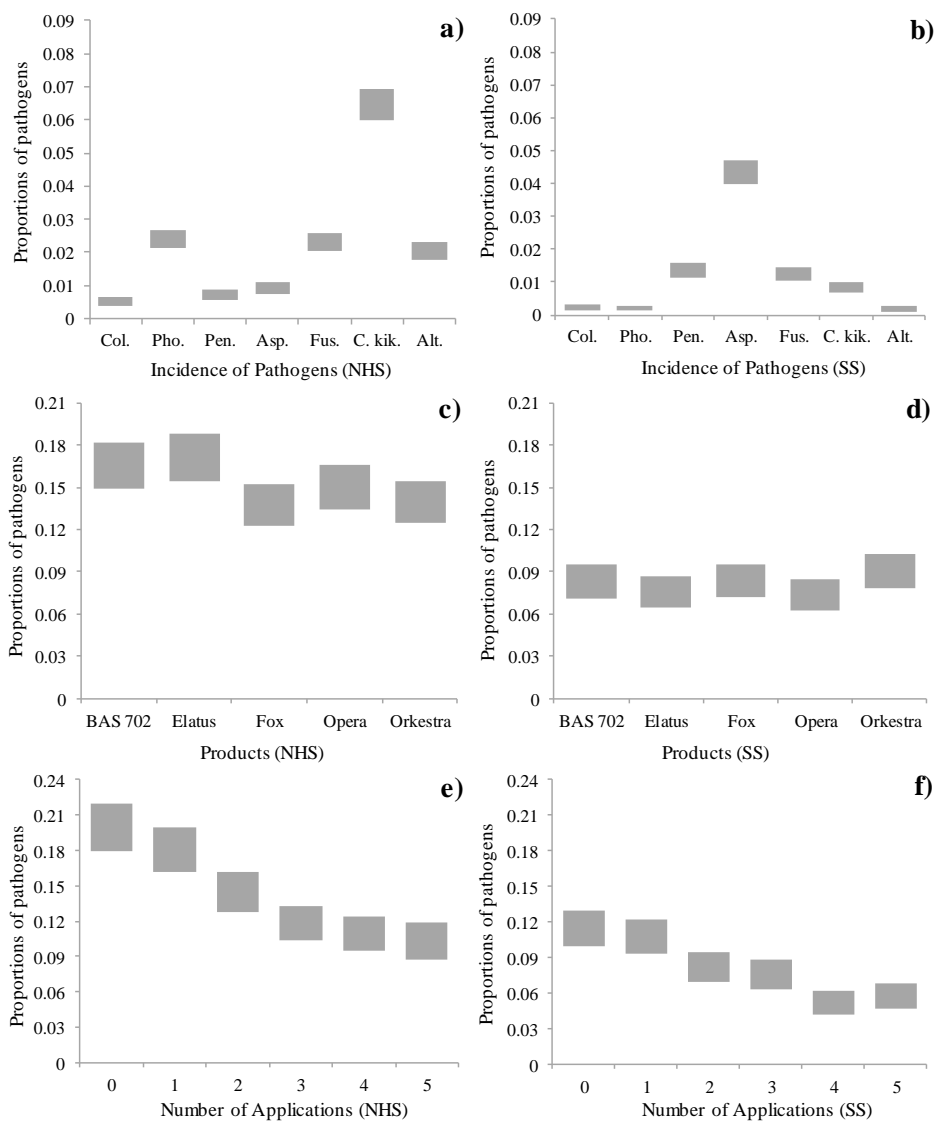 a)
Proportions of pathogens
0.09
0.08
0.07
0.06
0.05
0.04
0.03
0.02
0.01
0
Col. Pho. Pen. Asp. Fus. C. kik. Alt.
Incidence of Pathogens (NHS)
b)
Proportions of pathogens
0.09
0.08
0.07
0.06
0.05
0.04
0.03
0.02
0.01
0
Col. Pho. Pen. Asp. Fus. C. kik. Alt.
Incidence of Pathogens (SS)
c)
Proportions of pathogens
0.21
0.18
0.15
0.12
0.09
0.06
0.03
0
BAS 702 Elatus Fox Opera Orkestra
Products (NHS)
d)
Proportions of pathogens
0.21
0.18
0.15
0.12
0.09
0.06
0.03
0
BAS 702 Elatus Fox Opera Orkestra
Products (SS)
e)
Proportions of pathogens
0.24
0.21
0.18
0.15
0.12
0.09
0.06
0.03
0
0 1 2 3 4 5
Number of Applications (NHS)
f)
Proportions of pathogens
0.24
0.21
0.18
0.15
0.12
0.09
0.06
0.03
0
0 1 2 3 4 5
Number of Applications (SS)